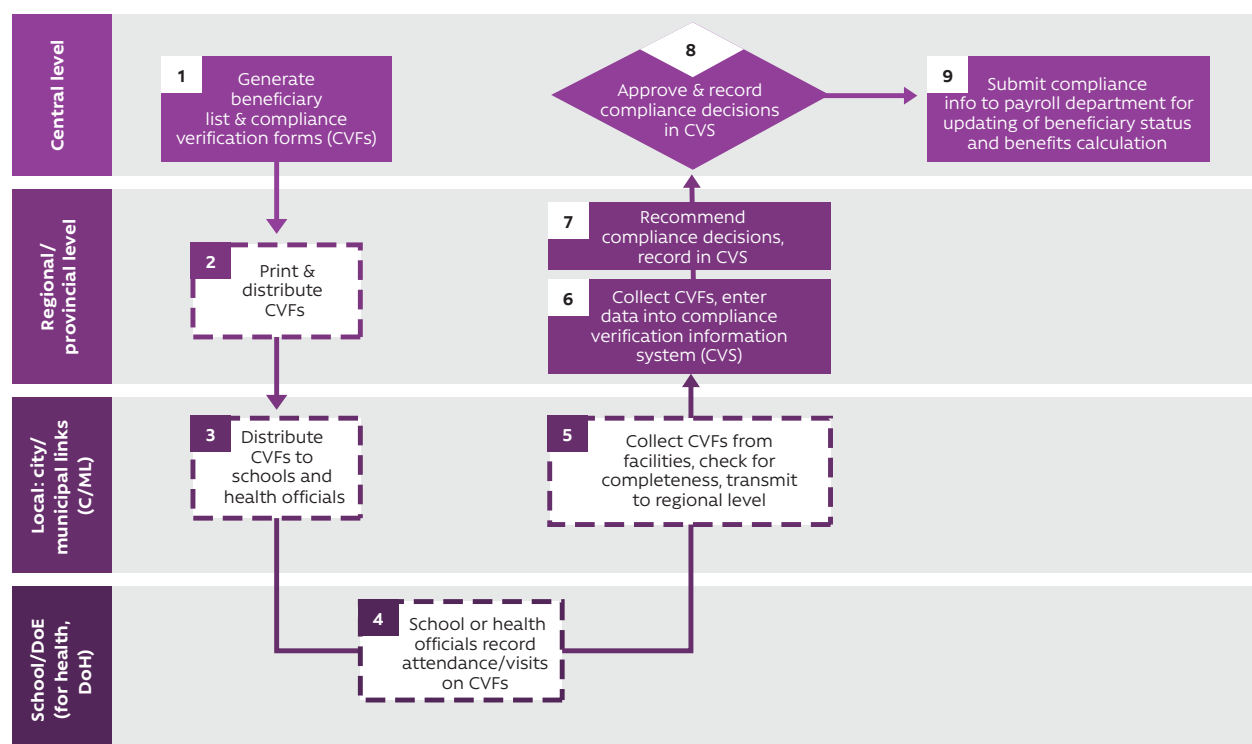 Central level
1
Generate
beneficiary
list & compliance
verification forms (CVFs)
8
Approve & record
compliance decisions
in CVS
9
Submit compliance
info to payroll department for
updating of beneficiary status
and benefits calculation
Regional/
provincial level
2
Print &
distribute
CVFs
7
Recommend
compliance decisions,
record in CVS
6
Collect CVFs, enter
data into compliance
verification information
system (CVS)
Local: city/
municipal links
(C/ML)
3
Distribute
CVFs to
schools and
health officials
5
Collect CVFs from
facilities, check for
completeness, transmit
to regional level
School/DoE
(for health,
DoH)
4
School or health
officials record
attendance/visits
on CVFs